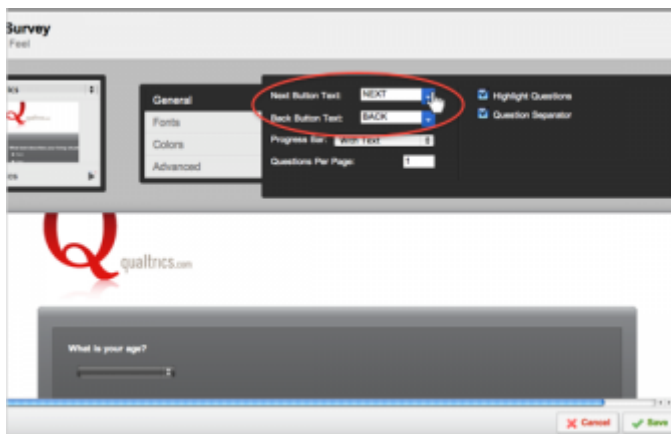 Survey
Feel
General
Fonts
Colors
Advanced
Next Button Text: NEXT
Back Button Text: BACK
Progress Bar: With Text
Questions Per Page: 1
Highlight Questions
Question Separator
Q
qualtrics.com
What is your age?
Cancel
Save